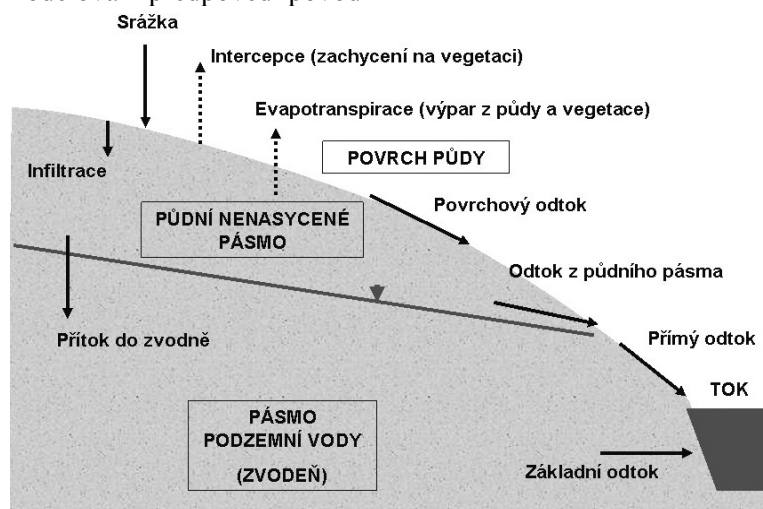 Srážka
Intercepce (zachycení na vegetaci)
Evapotranspirace (výpar z půdy a vegetace)
POVRCH PŮDY
Infiltrace
Povrchový odtok
PŮDNÍ NENASYCENÉ
PÁSMO
Odtok z půdního pásma
Přítok do zvodně
Přímý odtok
TOK
PÁSMO
PODZEMNÍ VODY
(ZVODEŇ)
Základní odtok